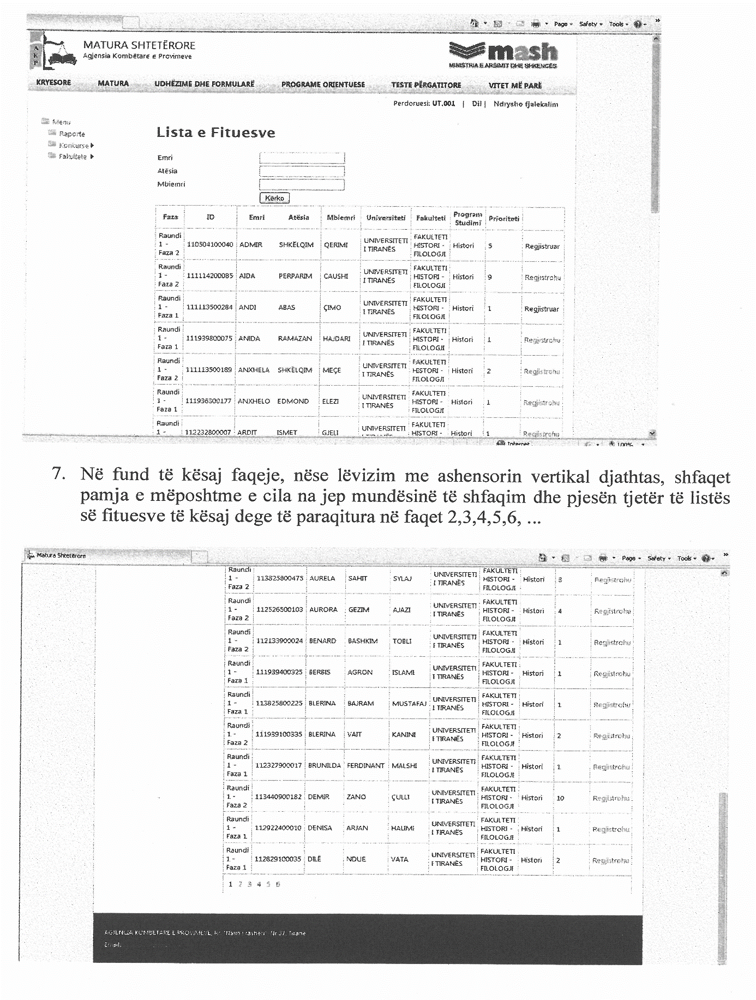 Page Safety Tools
MATURA SHTETËRORE
Agjensia Kombëtare e Provimeve
AKP
mash
MINISTRIA E ARSIMIT DHE SHKENCËS
KRYESORE MATURA UDHËZIME DHE FORMULARË PROGRAME ORIENTUESE TESTE PËRGATITORE VITET MË PARË
Perdoruesi: UT.001 | Dil | Ndrysho fjalekalim
Menu
Raporte
Konkurse
Fakultete
Lista e Fituesve
Emri
Atësia
Mbiemri
Kërko
Faza ID Emri Atësia Mbiemri Universiteti Fakulteti Program Studimi Prioriteti
Raundi 1 - Faza 2 110504100040 ADMIR SHKËLQIM QERIMI UNIVERSITETI I TIRANËS FAKULTETI HISTORI - FILOLOGJI Histori 5 Regjistruar
Raundi 1 - Faza 2 111114200085 AIDA PERPARIM CAUSHI UNIVERSITETI I TIRANËS FAKULTETI HISTORI - FILOLOGJI Histori 9 Regjistrohu
Raundi 1 - Faza 1 111113500284 ANDI ABAS ÇIMO UNIVERSITETI I TIRANËS FAKULTETI HISTORI - FILOLOGJI Histori 1 Regjistruar
Raundi 1 - Faza 1 111939800075 ANIDA RAMAZAN HAJDARI UNIVERSITETI I TIRANËS FAKULTETI HISTORI - FILOLOGJI Histori 1 Regjistrohu
Raundi 1 - Faza 2 111113500189 ANXHELA SHKËLQIM MEÇE UNIVERSITETI I TIRANËS FAKULTETI HISTORI - FILOLOGJI Histori 2 Regjistrohu
Raundi 1 - Faza 1 111936300177 ANXHELO EDMOND ELEZI UNIVERSITETI I TIRANËS FAKULTETI HISTORI - FILOLOGJI Histori 1 Regjistrohu
Raundi 1 - 112232800007 ARDIT ISMET GJELI UNIVERSITETI FAKULTETI HISTORI - Histori 1 Regjistrohu
Internet 100%
7. Në fund të kësaj faqeje, nëse lëvizim me ashensorin vertikal djathtas, shfaqet
pamja e mëposhtme e cila na jep mundësinë të shfaqim dhe pjesën tjetër të listës
së fituesve të kësaj dege të paraqitura në faqet 2,3,4,5,6, ...
Matura Shtetërore Page Safety Tools
Raundi 1 - Faza 2 113325800475 AURELA SAHIT SYLAJ UNIVERSITETI I TIRANËS FAKULTETI HISTORI - FILOLOGJI Histori 3 Regjistrohu
Raundi 1 - Faza 2 112526500103 AURORA GEZIM AJAZI UNIVERSITETI I TIRANËS FAKULTETI HISTORI - FILOLOGJI Histori 4 Regjistrohu
Raundi 1 - Faza 2 112133900024 BENARD BASHKIM TOBLI UNIVERSITETI I TIRANËS FAKULTETI HISTORI - FILOLOGJI Histori 1 Regjistrohu
Raundi 1 - Faza 1 111939400325 BERBIS AGRON ISLAMI UNIVERSITETI I TIRANËS FAKULTETI HISTORI - FILOLOGJI Histori 1 Regjistrohu
Raundi 1 - Faza 1 113825800225 BLERINA BAJRAM MUSTAFAJ UNIVERSITETI I TIRANËS FAKULTETI HISTORI - FILOLOGJI Histori 1 Regjistrohu
Raundi 1 - Faza 2 111939100335 BLERINA VAIT KANINI UNIVERSITETI I TIRANËS FAKULTETI HISTORI - FILOLOGJI Histori 2 Regjistrohu
Raundi 1 - Faza 1 112327900017 BRUNILDA FERDINANT MALSHI UNIVERSITETI I TIRANËS FAKULTETI HISTORI - FILOLOGJI Histori 1 Regjistrohu
Raundi 1 - Faza 2 113440900182 DEMIR ZANO ÇULLI UNIVERSITETI I TIRANËS FAKULTETI HISTORI - FILOLOGJI Histori 10 Regjistrohu
Raundi 1 - Faza 1 112922400010 DENISA ARJAN HALIMI UNIVERSITETI I TIRANËS FAKULTETI HISTORI - FILOLOGJI Histori 1 Regjistrohu
Raundi 1 - Faza 1 112829100035 DILË NDUE VATA UNIVERSITETI I TIRANËS FAKULTETI HISTORI - FILOLOGJI Histori 2 Regjistrohu
1 2 3 4 5 6
AGJENCIA KOMBETARE E PROVIMEVE, Rr. "Naim Frasheri" Nr 37, Tirane
Email: